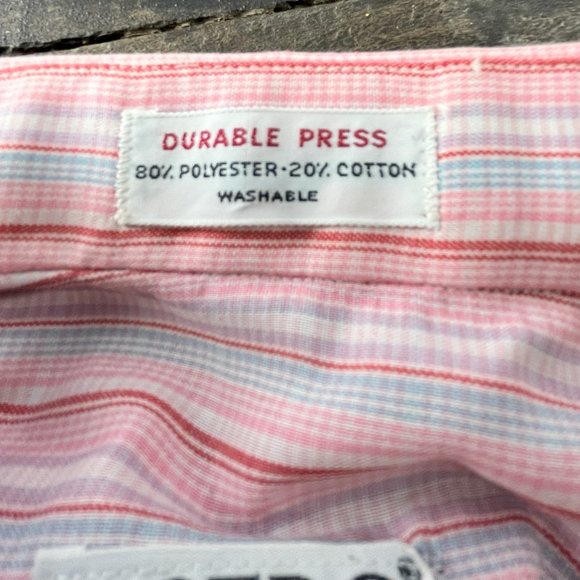 DURABLE PRESS
80% POLYESTER·20% COTTON
WASHABLE